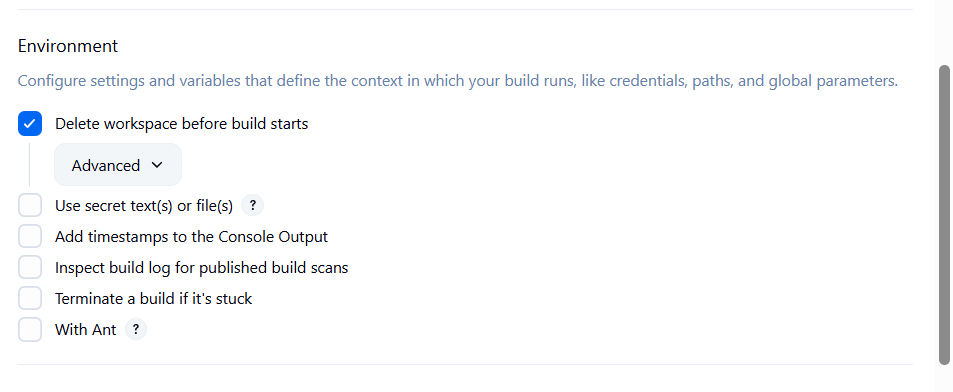 Environment
Configure settings and variables that define the context in which your build runs, like credentials, paths, and global parameters.
Delete workspace before build starts
Advanced
Use secret text(s) or file(s) ?
Add timestamps to the Console Output
Inspect build log for published build scans
Terminate a build if it's stuck
With Ant ?